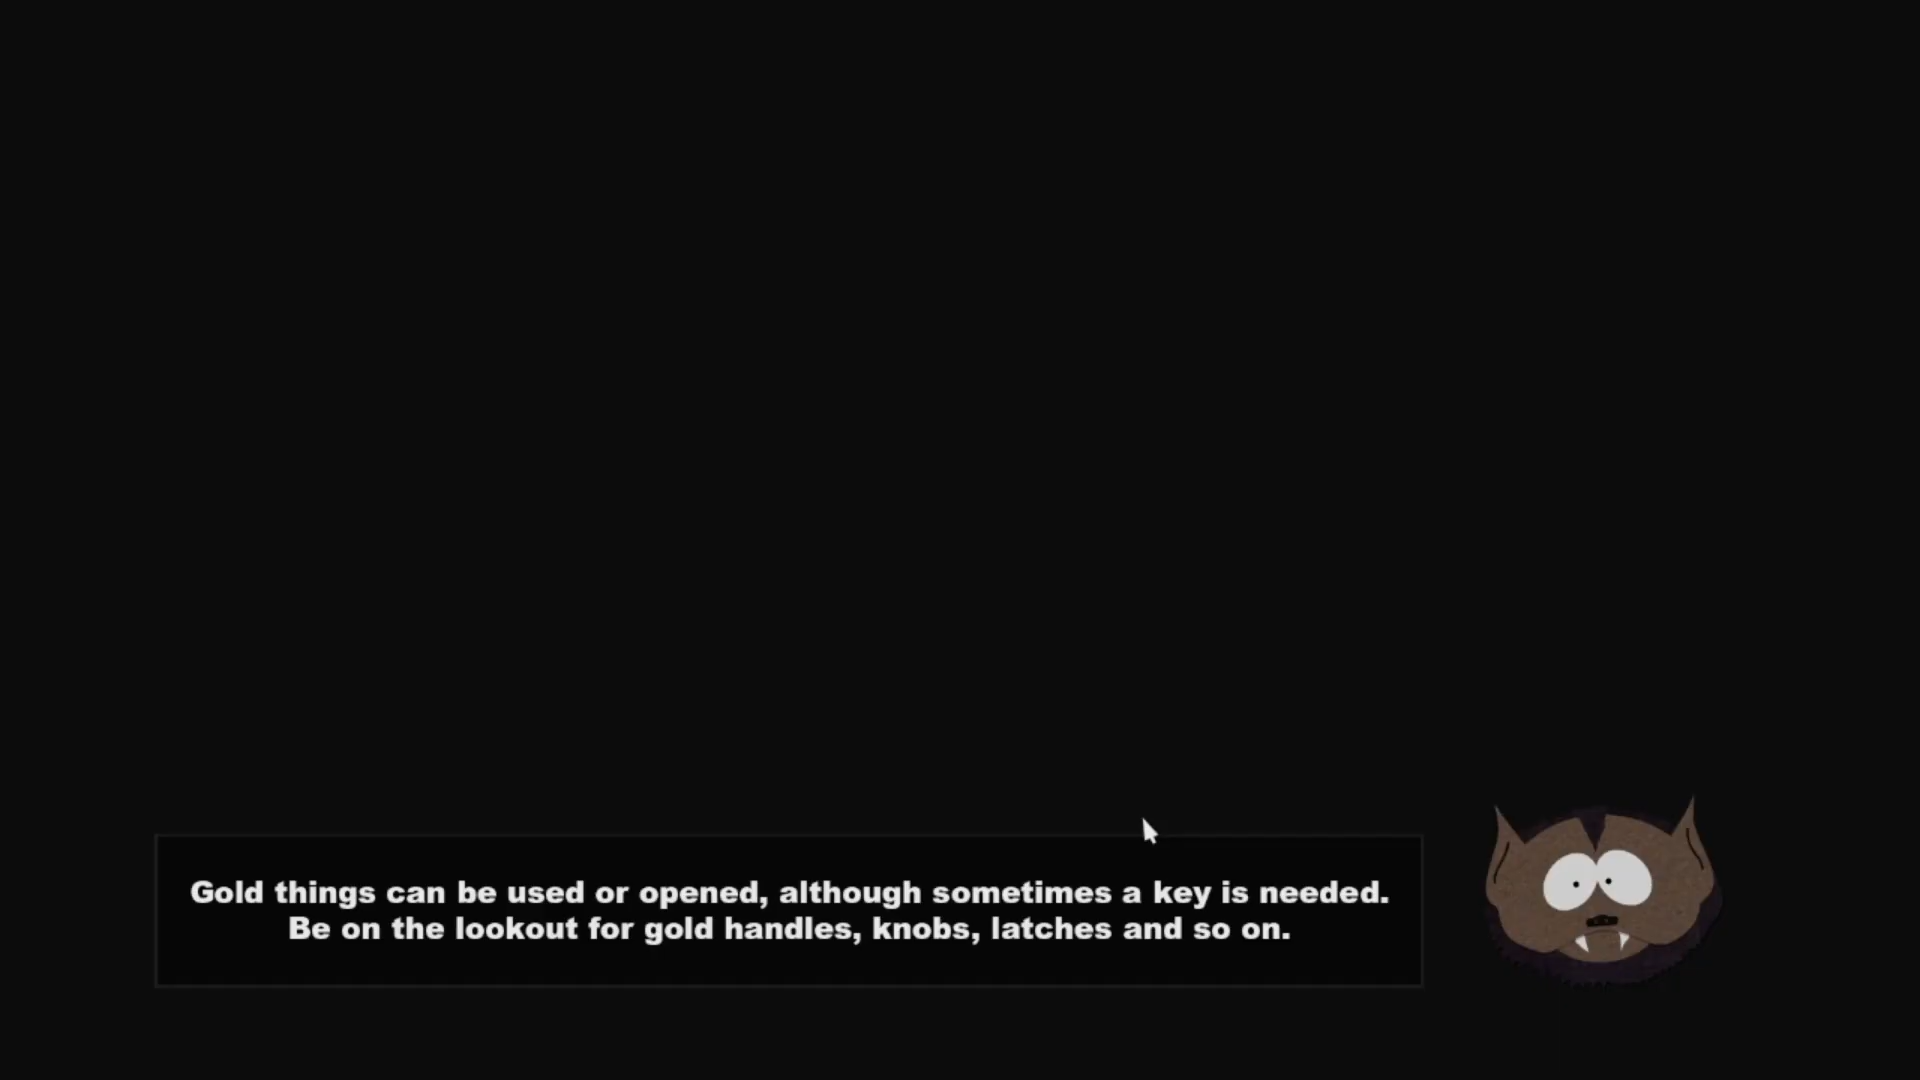 Gold things can be used or opened, although sometimes a key is needed.
Be on the lookout for gold handles, knobs, latches and so on.